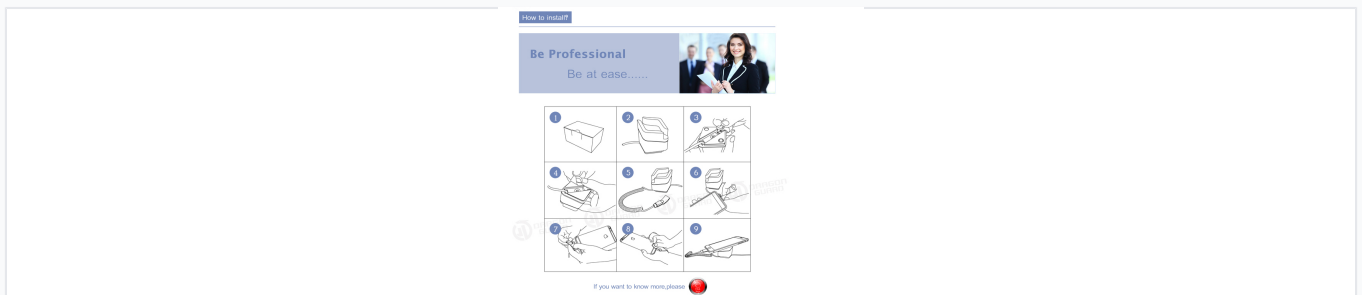 How to install?
Be Professional
Be at ease......
1
2
3
4
5
6
7
8
9
If you want to know more,please